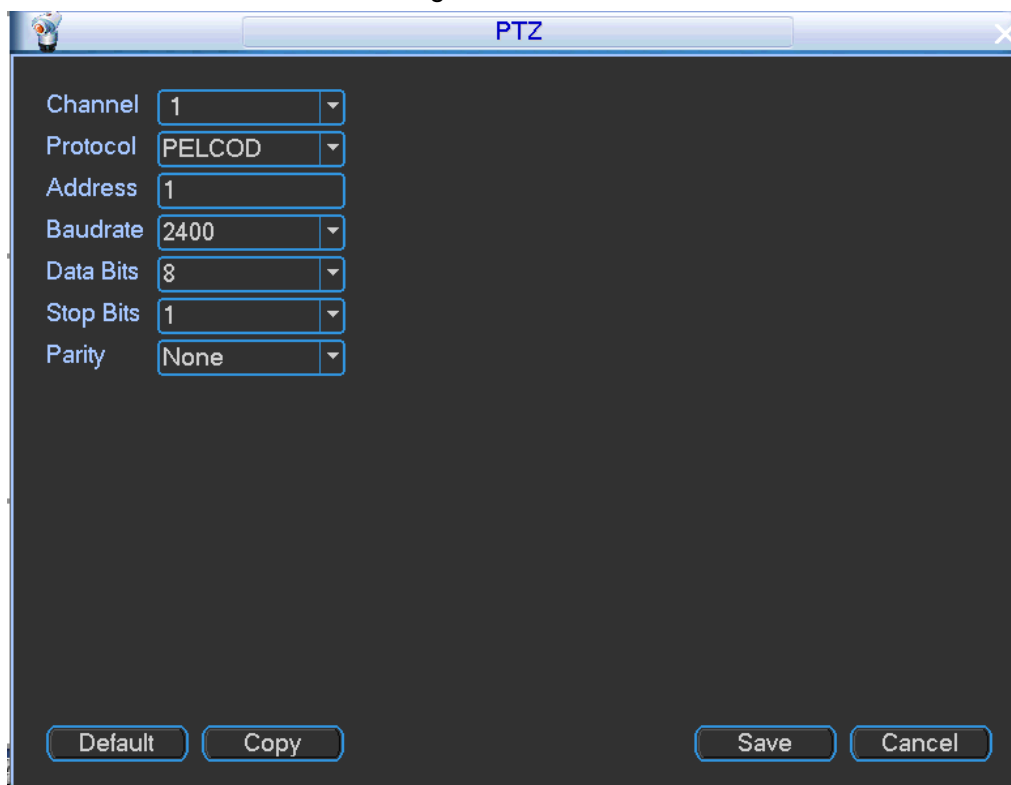 PTZ
Channel 1
Protocol PELCOD
Address 1
Baudrate 2400
Data Bits 8
Stop Bits 1
Parity None
Default Copy Save Cancel